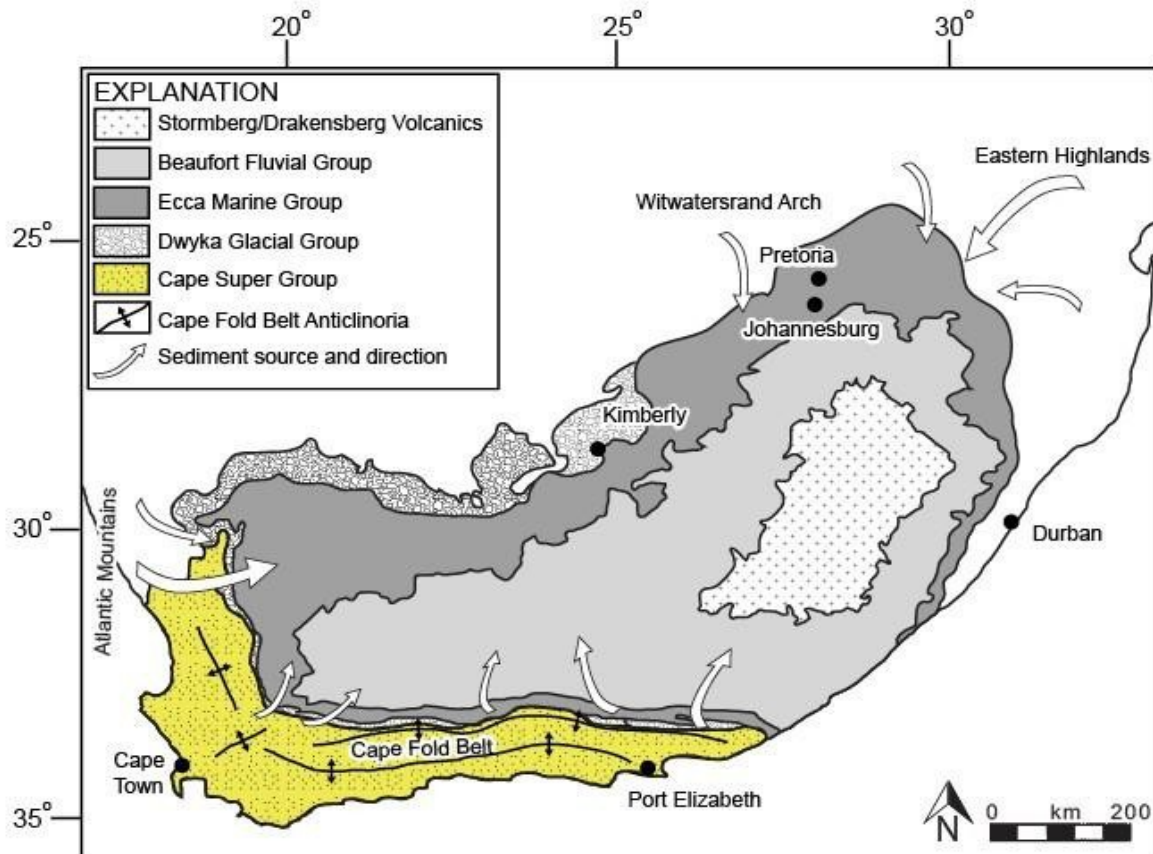 20°
25°
30°
EXPLANATION
Stormberg/Drakensberg Volcanics
Beaufort Fluvial Group
Ecca Marine Group
Dwyka Glacial Group
Cape Super Group
Cape Fold Belt Anticlinoria
Sediment source and direction
Eastern Highlands
Witwatersrand Arch
25°
Pretoria
Johannesburg
Kimberly
Atlantic Mountains
30°
Durban
Cape Fold Belt
Cape
Town
Port Elizabeth
35°
N
0 km 200